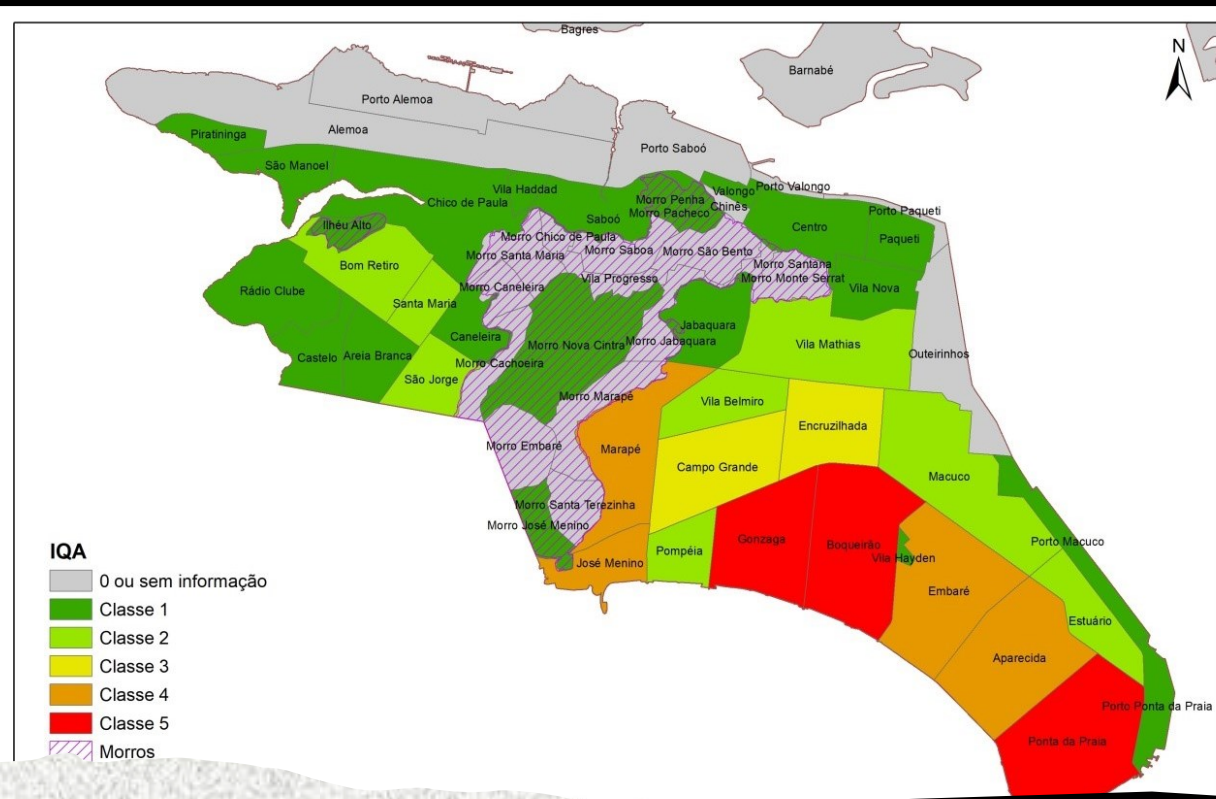 Bagres
Barnabé
N
Porto Alemoa
Alemoa
Piratininga
Porto Saboó
São Manoel
Vila Haddad
Chico de Paula
Morro Penha
Valongo
Porto Valongo
Morro Pacheco
Chinês
Saboó
Porto Paqueti
Ilhéu Alto
Centro
Paqueti
Morro Chico de Paula
Morro Saboa
Morro São Bento
Morro Santa Maria
Bom Retiro
Morro Santana
Vila Progresso
Morro Monte Serrat
Morro Caneleira
Vila Nova
Rádio Clube
Santa Maria
Jabaquara
Caneleira
Morro Nova Cintra
Morro Jabaquara
Vila Mathias
Outeirinhos
Castelo
Areia Branca
Morro Cachoeira
São Jorge
Morro Marapé
Vila Belmiro
Encruzilhada
Morro Embaré
Marapé
Campo Grande
Macuco
Morro Santa Terezinha
Morro José Menino
Gonzaga
Boqueirão
Porto Macuco
Pompéia
Vila Hayden
José Menino
Embaré
Estuário
Aparecida
Porto Ponta da Praia
Ponta da Praia
IQA
0 ou sem informação
Classe 1
Classe 2
Classe 3
Classe 4
Classe 5
Morros